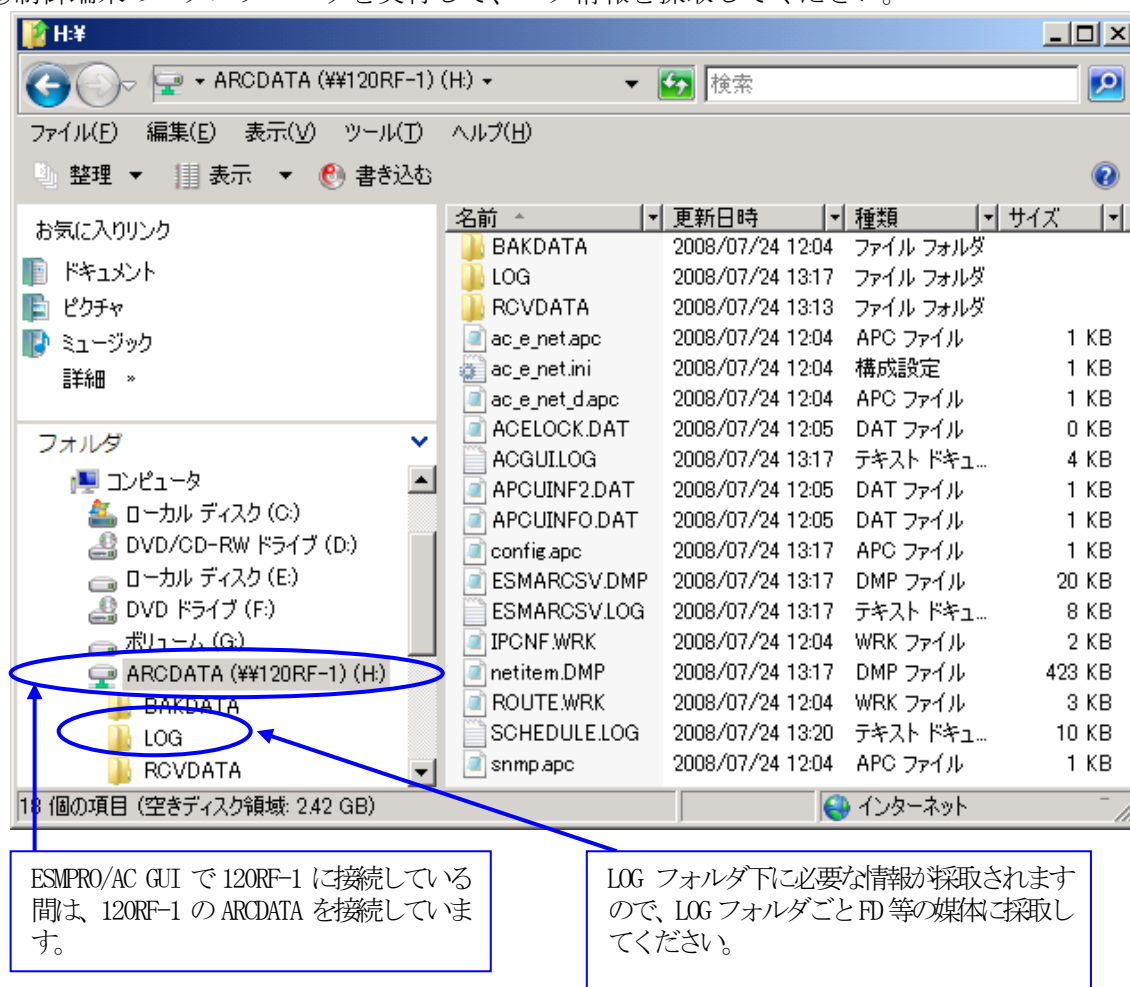 H:¥
ARCDATA (¥¥120RF-1) (H:)
検索
ファイル(F) 編集(E) 表示(V) ツール(T) ヘルプ(H)
整理 表示 書き込む
お気に入りリンク
ドキュメント
ピクチャ
ミュージック
詳細 »
フォルダ
コンピュータ
ローカル ディスク (C:)
DVD/CD-RW ドライブ (D:)
ローカル ディスク (E:)
DVD ドライブ (F:)
ボリューム (G:)
ARCDATA (¥¥120RF-1) (H:)
BAKDATA
LOG
RCVDATA
名前 更新日時 種類 サイズ
BAKDATA 2008/07/24 12:04 ファイル フォルダ
LOG 2008/07/24 13:17 ファイル フォルダ
RCVDATA 2008/07/24 13:13 ファイル フォルダ
ac_e_net.apc 2008/07/24 12:04 APC ファイル 1 KB
ac_e_net.ini 2008/07/24 12:04 構成設定 1 KB
ac_e_net_d.apc 2008/07/24 12:04 APC ファイル 1 KB
ACELOCK.DAT 2008/07/24 12:05 DAT ファイル 0 KB
ACGUI.LOG 2008/07/24 13:17 テキスト ドキュ... 4 KB
APCUINF2.DAT 2008/07/24 12:05 DAT ファイル 1 KB
APCUINFO.DAT 2008/07/24 12:05 DAT ファイル 1 KB
config.apc 2008/07/24 13:17 APC ファイル 1 KB
ESMARCSV.DMP 2008/07/24 13:17 DMP ファイル 20 KB
ESMARCSV.LOG 2008/07/24 13:17 テキスト ドキュ... 8 KB
IPCNF.WRK 2008/07/24 12:04 WRK ファイル 2 KB
netitem.DMP 2008/07/24 13:17 DMP ファイル 423 KB
ROUTE.WRK 2008/07/24 12:04 WRK ファイル 3 KB
SCHEDULE.LOG 2008/07/24 13:20 テキスト ドキュ... 10 KB
snmp.apc 2008/07/24 12:04 APC ファイル 1 KB
18 個の項目 (空きディスク領域: 2.42 GB) インターネット
ESMPRO/AC GUI で 120RF-1 に接続している
間は、120RF-1 の ARCDATA を接続していま
す。
LOG フォルダ下に必要な情報が採取されます
ので、LOG フォルダごと FD 等の媒体に採取し
てください。